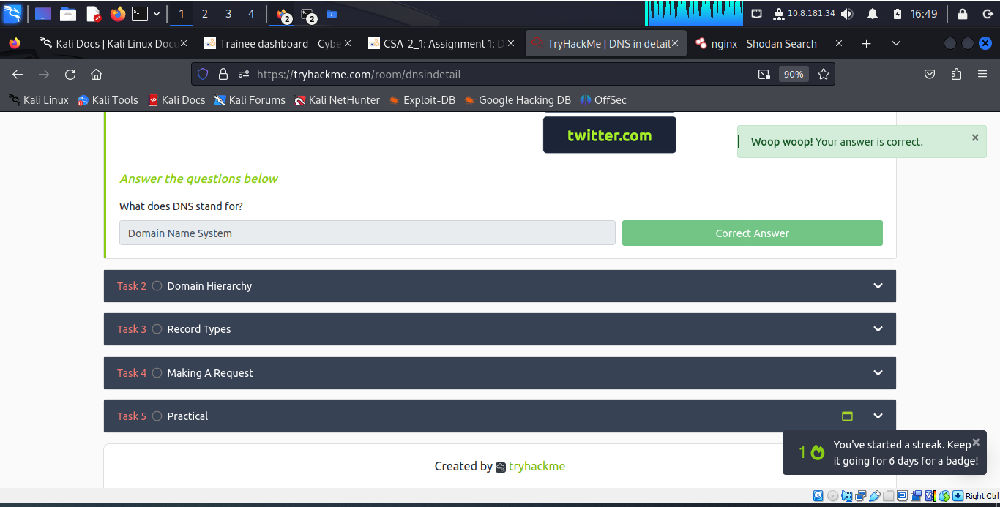 1 2 3 4 2 2 10.8.181.34 16:49
Kali Docs | Kali Linux Docu Trainee dashboard - Cybe CSA-2_1: Assignment 1: D TryHackMe | DNS in detail nginx - Shodan Search
https://tryhackme.com/room/dnsindetail 90%
Kali Linux Kali Tools Kali Docs Kali Forums Kali NetHunter Exploit-DB Google Hacking DB OffSec
twitter.com
Woop woop! Your answer is correct.
Answer the questions below
What does DNS stand for?
Domain Name System Correct Answer
Task 2 Domain Hierarchy
Task 3 Record Types
Task 4 Making A Request
Task 5 Practical
1 You've started a streak. Keep
it going for 6 days for a badge!
Created by tryhackme
Right Ctrl